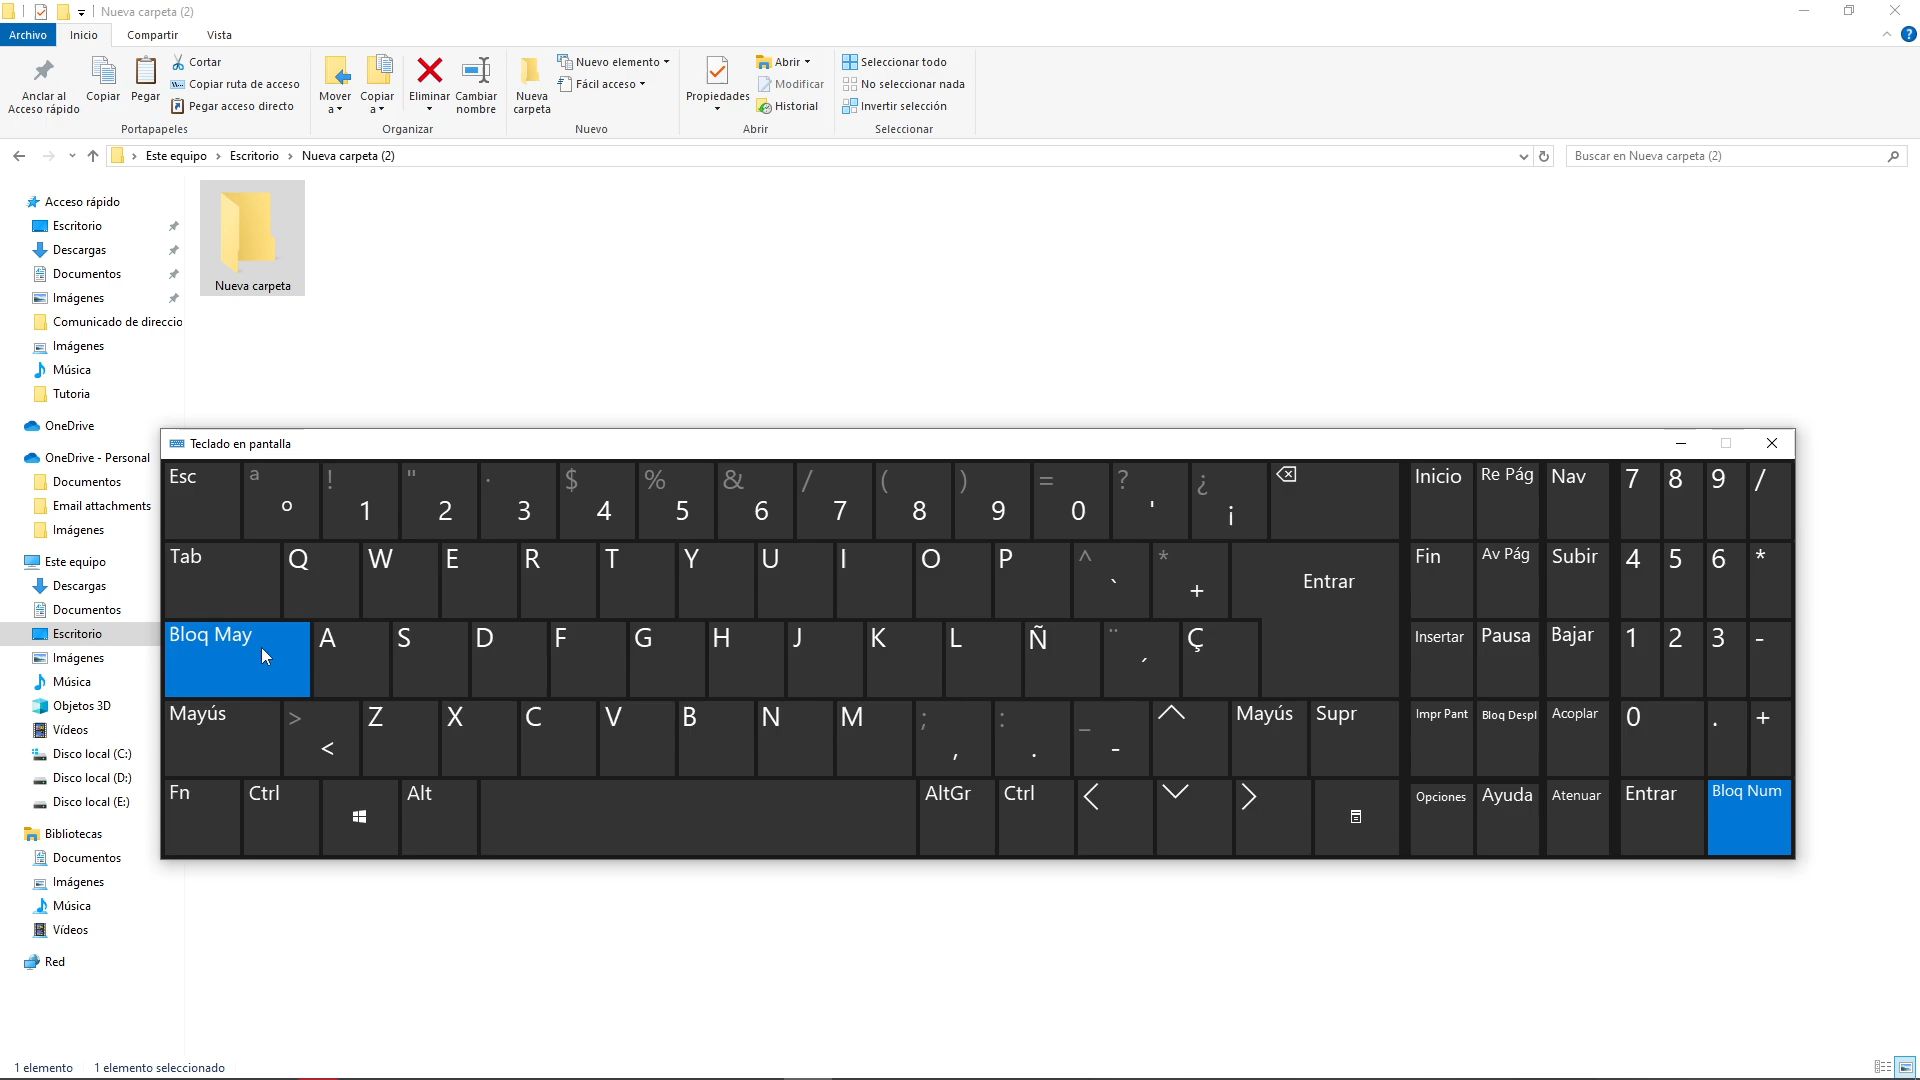 Nueva carpeta (2)
Archivo Inicio Compartir Vista
Anclar al
Acceso rápido
Copiar
Pegar
Cortar
Copiar ruta de acceso
Pegar acceso directo
Portapapeles
Mover
a
Copiar
a
Eliminar
Cambiar
nombre
Organizar
Nueva
carpeta
Nuevo elemento
Fácil acceso
Nuevo
Propiedades
Abrir
Modificar
Historial
Abrir
Seleccionar todo
No seleccionar nada
Invertir selección
Seleccionar
Este equipo > Escritorio > Nueva carpeta (2)
Buscar en Nueva carpeta (2)
Acceso rápido
Escritorio
Descargas
Documentos
Imágenes
Comunicado de direccio
Imágenes
Música
Tutoria
OneDrive
OneDrive - Personal
Documentos
Email attachments
Imágenes
Este equipo
Descargas
Documentos
Escritorio
Imágenes
Música
Objetos 3D
Vídeos
Disco local (C:)
Disco local (D:)
Disco local (E:)
Bibliotecas
Documentos
Imágenes
Música
Vídeos
Red
Nueva carpeta
Teclado en pantalla
Esc ª º ! 1 " 2 · 3 $ 4 % 5 & 6 / 7 ( 8 ) 9 = 0 ? ' ¿ ¡ Inicio Re Pág Nav 7 8 9 /
Tab Q W E R T Y U I O P ^ ` * + Entrar Fin Av Pág Subir 4 5 6 *
Bloq May A S D F G H J K L Ñ ¨ ´ Ç Insertar Pausa Bajar 1 2 3 -
Mayús > < Z X C V B N M ; , : . _ - Mayús Supr Impr Pant Bloq Despl Acoplar 0 . +
Fn Ctrl Alt AltGr Ctrl Opciones Ayuda Atenuar Entrar Bloq Num
1 elemento 1 elemento seleccionado